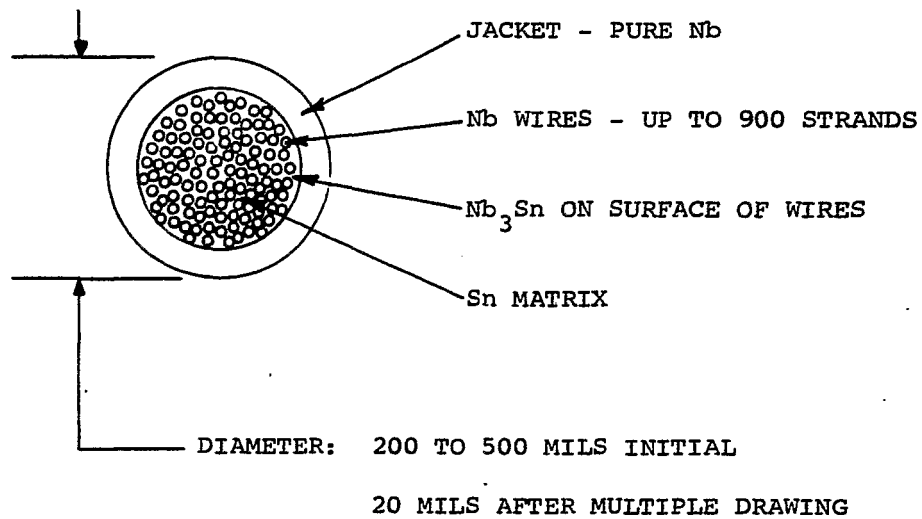 JACKET - PURE Nb
Nb WIRES - UP TO 900 STRANDS
Nb3Sn ON SURFACE OF WIRES
Sn MATRIX
DIAMETER: 200 TO 500 MILS INITIAL
20 MILS AFTER MULTIPLE DRAWING